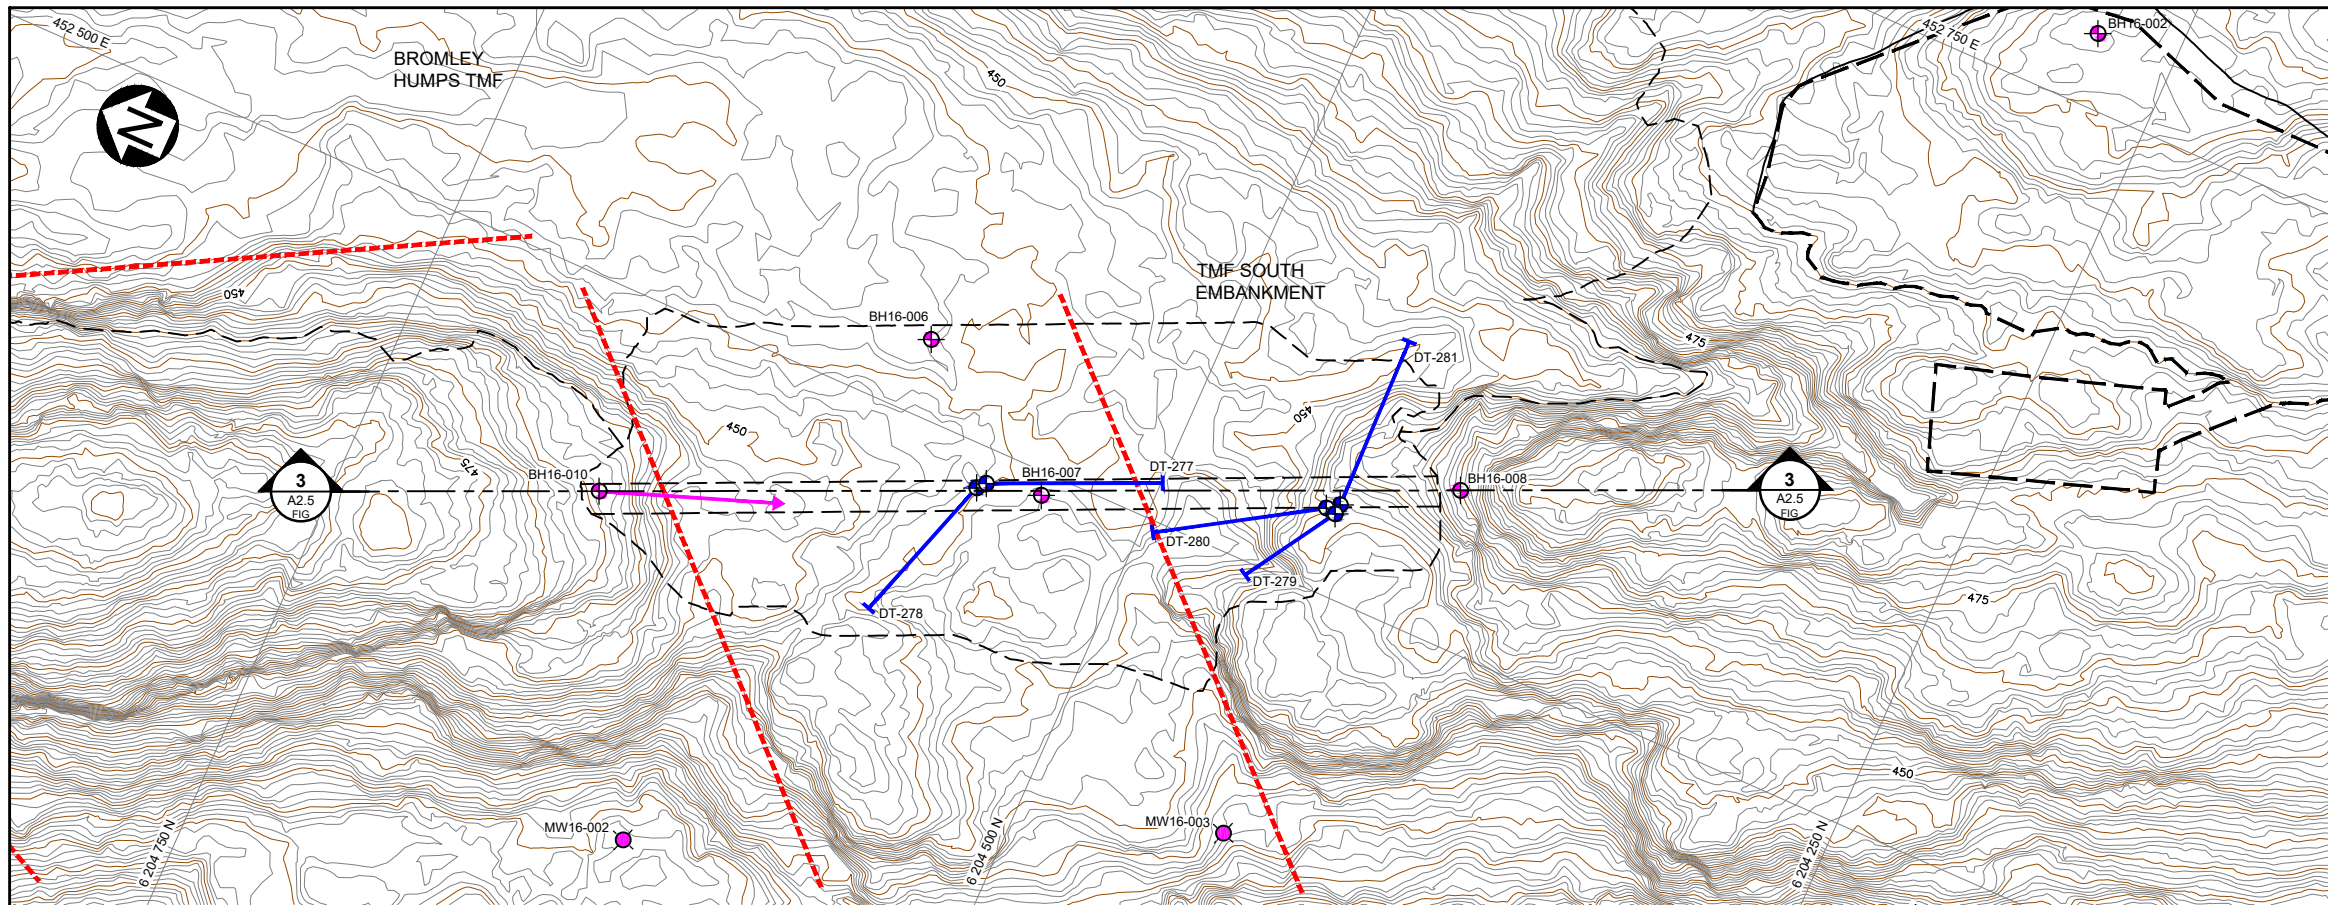 452 500 E
BROMLEY
HUMPS TMF
N
450
452 750 E
BH16-002
450
TMF SOUTH
EMBANKMENT
BH16-006
475
DT-281
450
450
475
BH16-010
BH16-007
DT-277
BH16-008
3
A2.5
FIG
3
A2.5
FIG
DT-280
DT-279
DT-278
475
450
MW16-002
MW16-003
6 204 750 N
6 204 500 N
6 204 250 N